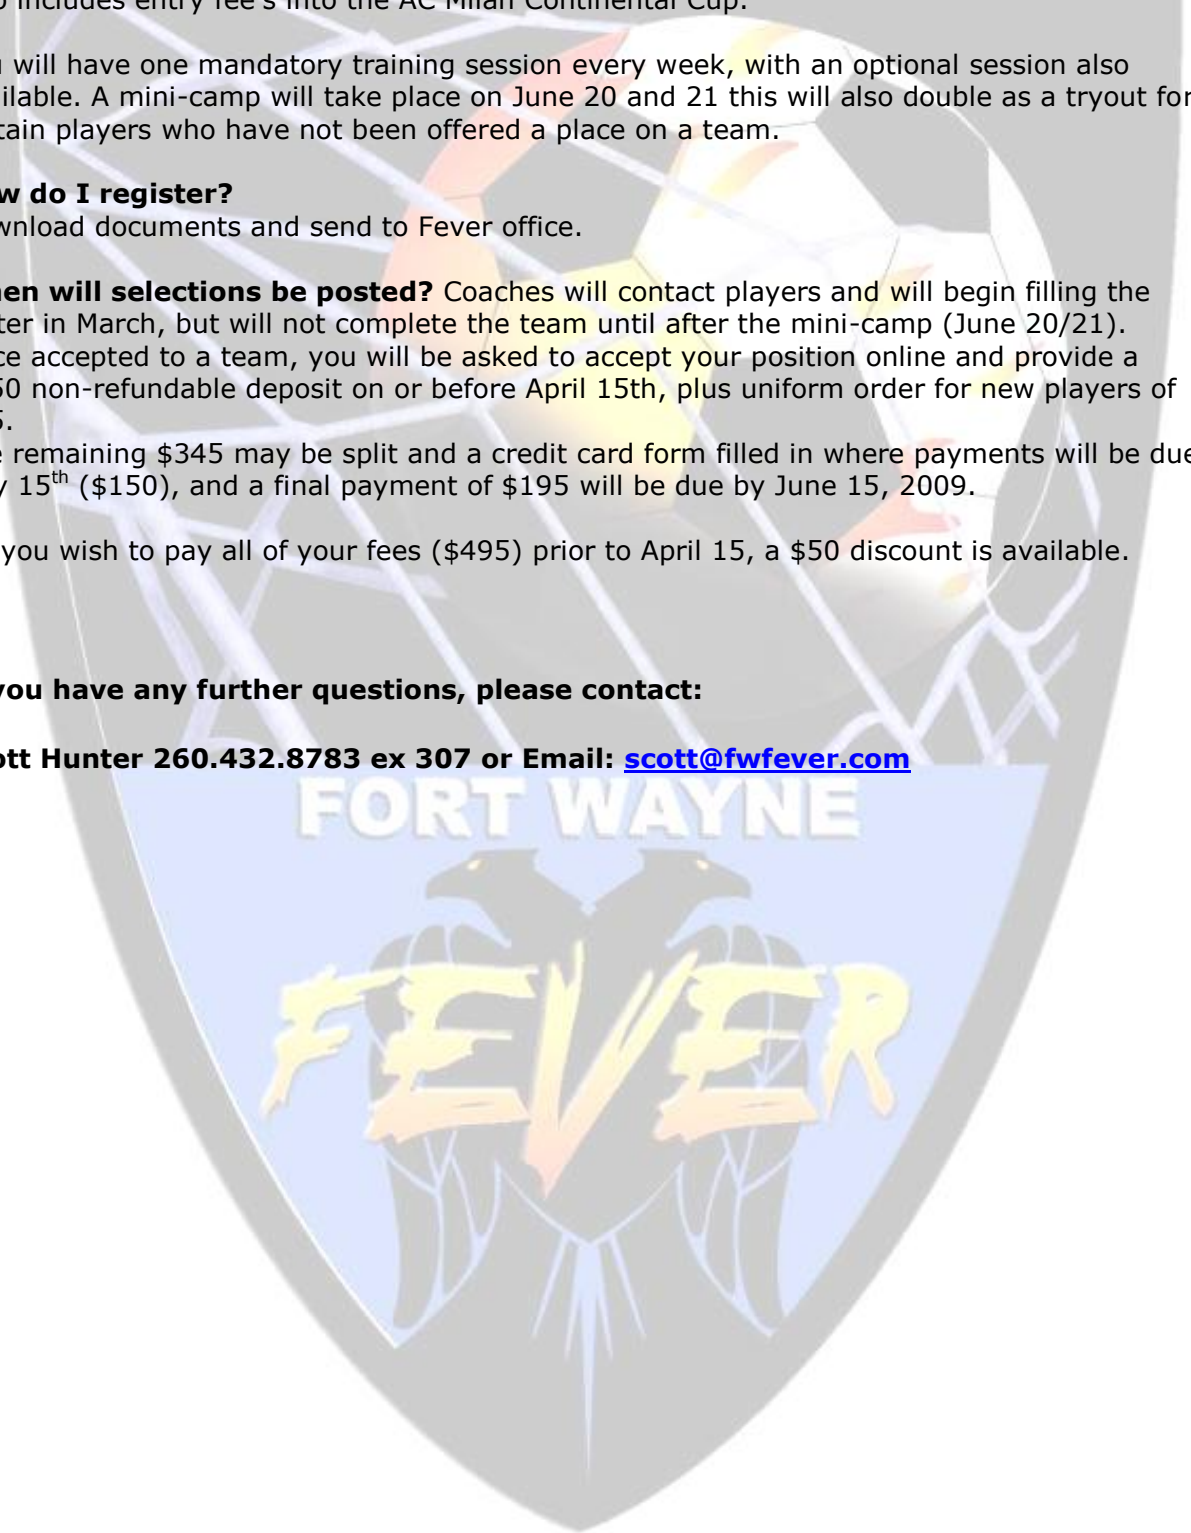 o includes entry fee's into the AC Milan Continental Cup.
u will have one mandatory training session every week, with an optional session also
ilable. A mini-camp will take place on June 20 and 21 this will also double as a tryout for
tain players who have not been offered a place on a team.
w do I register?
wnload documents and send to Fever office.
hen will selections be posted? Coaches will contact players and will begin filling the
ter in March, but will not complete the team until after the mini-camp (June 20/21).
ce accepted to a team, you will be asked to accept your position online and provide a
50 non-refundable deposit on or before April 15th, plus uniform order for new players of
5.
e remaining $345 may be split and a credit card form filled in where payments will be due
y 15th ($150), and a final payment of $195 will be due by June 15, 2009.
you wish to pay all of your fees ($495) prior to April 15, a $50 discount is available.
you have any further questions, please contact:
ott Hunter 260.432.8783 ex 307 or Email: scott@fwfever.com
FORT WAYNE
FEVER